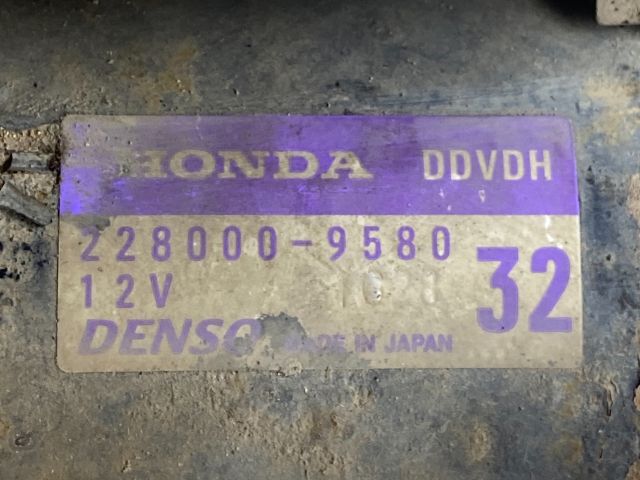 HONDA DDVDH
228000-9580
12V 32
DENSO MADE IN JAPAN